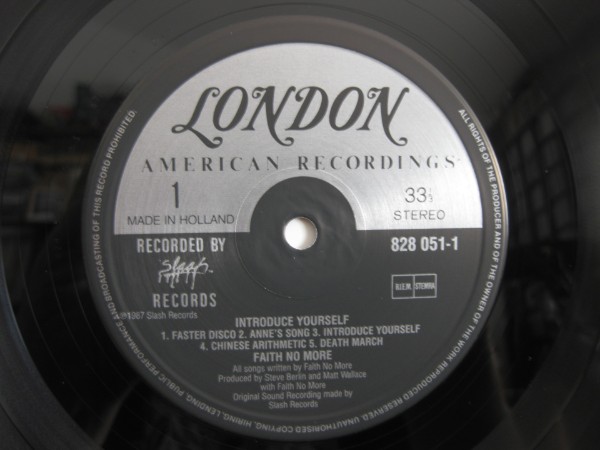 LONDON
AMERICAN RECORDINGS
1
33 1/3
MADE IN HOLLAND
STEREO
RECORDED BY
828 051-1
Slash
RECORDS
B.I.E.M. STEMRA
℗1987 Slash Records
INTRODUCE YOURSELF
1. FASTER DISCO 2. ANNE'S SONG 3. INTRODUCE YOURSELF
4. CHINESE ARITHMETIC 5. DEATH MARCH
FAITH NO MORE
All songs written by Faith No More
Produced by Steve Berlin and Matt Wallace
with Faith No More
Original Sound Recording made by
Slash Records
ALL RIGHTS OF THE PRODUCER AND OF THE OWNER OF THE WORK REPRODUCED RESERVED. UNAUTHORISED COPYING, HIRING, LENDING, PUBLIC PERFORMANCE AND BROADCASTING OF THIS RECORD PROHIBITED.